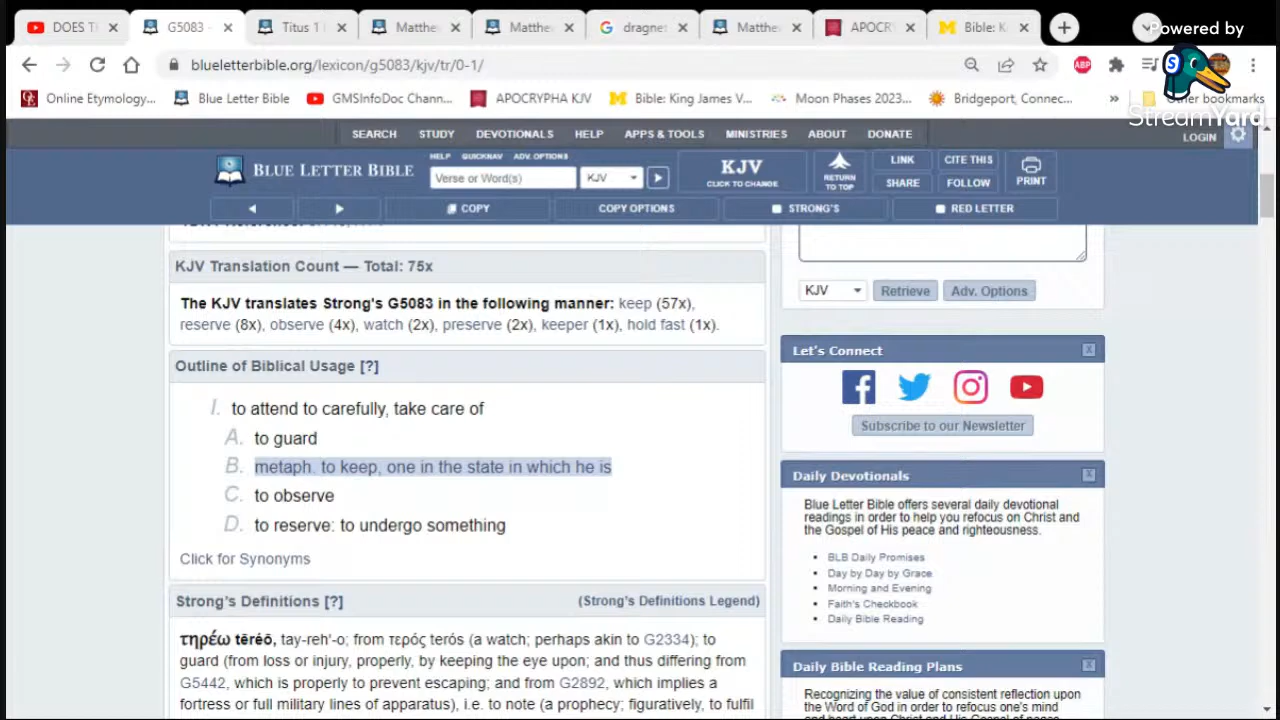 DOES T
G5083 -
Titus 1
Matthe
Matthe
dragne
Matthe
APOCR
Bible: K
Powered by
blueletterbible.org/lexicon/g5083/kjv/tr/0-1/
ABP
S
StreamYard
Online Etymology...
Blue Letter Bible
GMSInfoDoc Chann...
APOCRYPHA KJV
Bible: King James V...
Moon Phases 2023...
Bridgeport, Connec...
»
Other bookmarks
SEARCH STUDY DEVOTIONALS HELP APPS & TOOLS MINISTRIES ABOUT DONATE
LOGIN
BLUE LETTER BIBLE
HELP QUICKNAV ADV. OPTIONS
Verse or Word(s)
KJV
KJV
CLICK TO CHANGE
RETURN
TO TOP
LINK
CITE THIS
SHARE
FOLLOW
PRINT
COPY
COPY OPTIONS
STRONG'S
RED LETTER
KJV Translation Count — Total: 75x
The KJV translates Strong's G5083 in the following manner: keep (57x),
reserve (8x), observe (4x), watch (2x), preserve (2x), keeper (1x), hold fast (1x).
Outline of Biblical Usage [?]
I. to attend to carefully, take care of
A. to guard
B. metaph. to keep, one in the state in which he is
C. to observe
D. to reserve: to undergo something
Click for Synonyms
Strong's Definitions [?]
(Strong's Definitions Legend)
τηρέω tēréō, tay-reh'-o; from τερός terós (a watch; perhaps akin to G2334); to
guard (from loss or injury, properly, by keeping the eye upon; and thus differing from
G5442, which is properly to prevent escaping; and from G2892, which implies a
fortress or full military lines of apparatus), i.e. to note (a prophecy; figuratively, to fulfil
KJV
Retrieve
Adv. Options
Let's Connect
X
Subscribe to our Newsletter
Daily Devotionals
X
Blue Letter Bible offers several daily devotional
readings in order to help you refocus on Christ and
the Gospel of His peace and righteousness.
• BLB Daily Promises
• Day by Day by Grace
• Morning and Evening
• Faith's Checkbook
• Daily Bible Reading
Daily Bible Reading Plans
X
Recognizing the value of consistent reflection upon
the Word of God in order to refocus one's mind